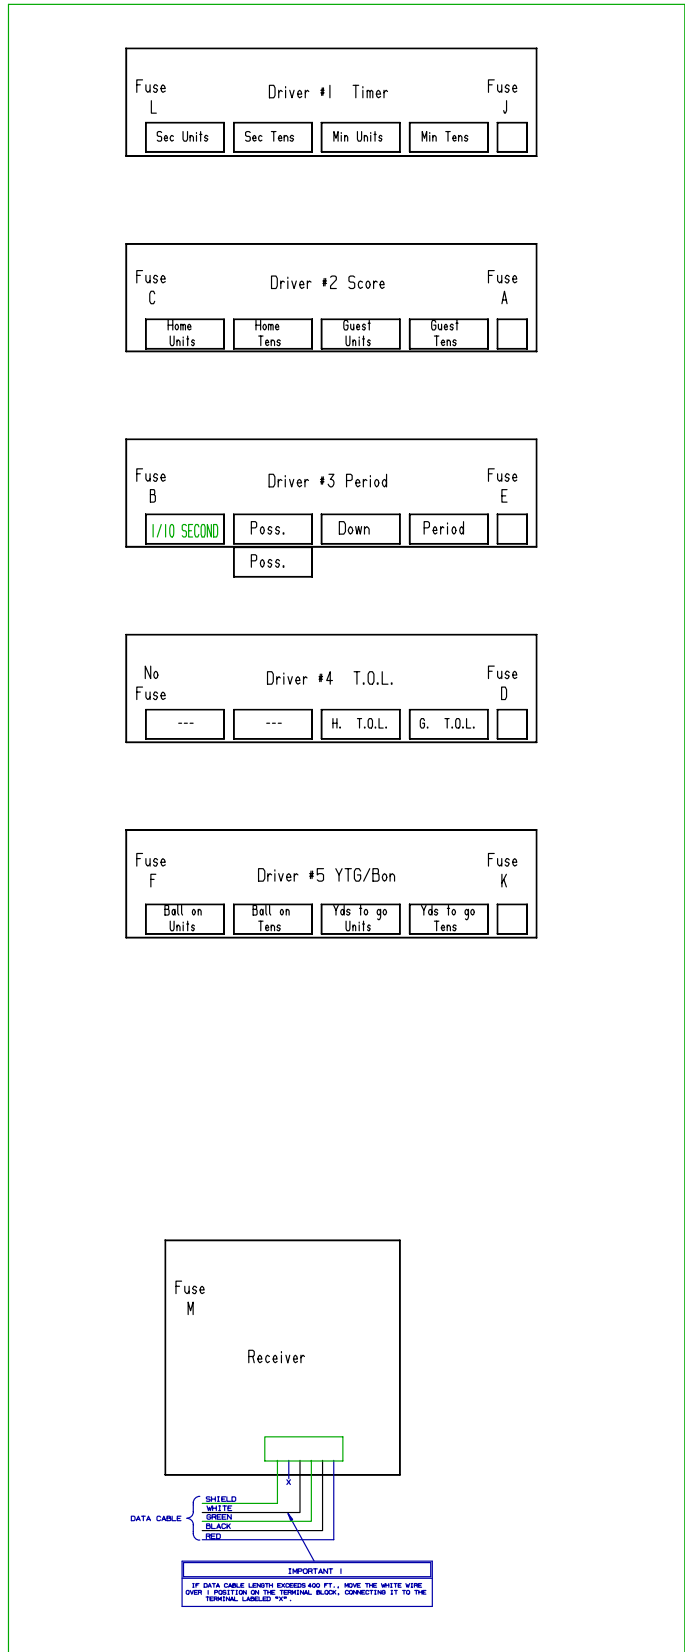 Fuse Driver #1 Timer Fuse
L J
Sec Units Sec Tens Min Units Min Tens
Fuse Driver #2 Score Fuse
C A
Home Home Guest Guest
Units Tens Units Tens
Fuse Driver #3 Period Fuse
B E
1/10 SECOND Poss. Down Period
Poss.
No Driver #4 T.O.L. Fuse
Fuse D
--- --- H. T.O.L. G. T.O.L.
Fuse Driver #5 YTG/Bon Fuse
F K
Ball on Ball on Yds to go Yds to go
Units Tens Units Tens
Fuse
M
Receiver
X
SHIELD
WHITE
DATA CABLE GREEN
BLACK
RED
IMPORTANT !
IF DATA CABLE LENGTH EXCEEDS 400 FT., MOVE THE WHITE WIRE
OVER 1 POSITION ON THE TERMINAL BLOCK, CONNECTING IT TO THE
TERMINAL LABELED "X".